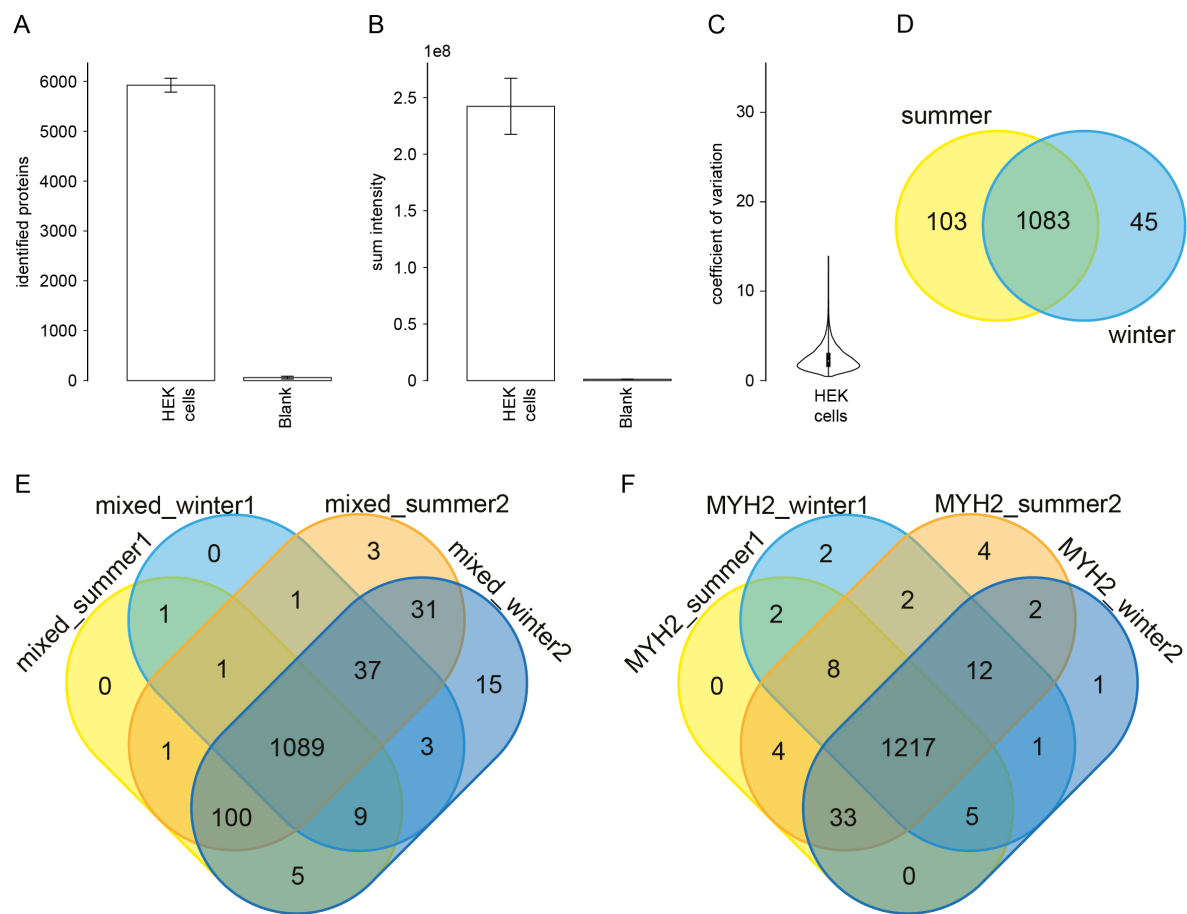 A
identified proteins
6000
5000
4000
3000
2000
1000
0
HEK
cells
Blank
B
1e8
sum intensity
2.5
2.0
1.5
1.0
0.5
0
HEK
cells
Blank
C
coefficient of variation
30
20
10
0
HEK
cells
D
summer
103
1083
45
winter
E
mixed_summer1
mixed_winter1
mixed_summer2
mixed_winter2
0
3
1
1
31
0
1
37
15
1
1089
3
100
9
5
F
MYH2_summer1
MYH2_winter1
MYH2_summer2
MYH2_winter2
2
4
2
2
2
0
8
12
1
4
1217
1
33
5
0